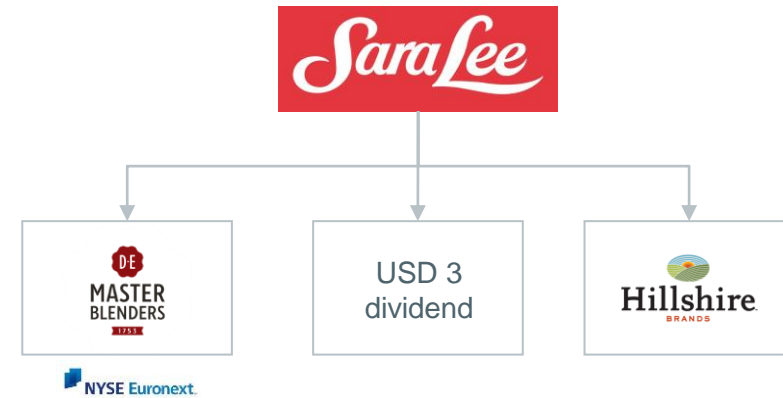 Sara Lee
D·E
MASTER
BLENDERS
1753
USD 3
dividend
Hillshire
BRANDS
NYSE Euronext.